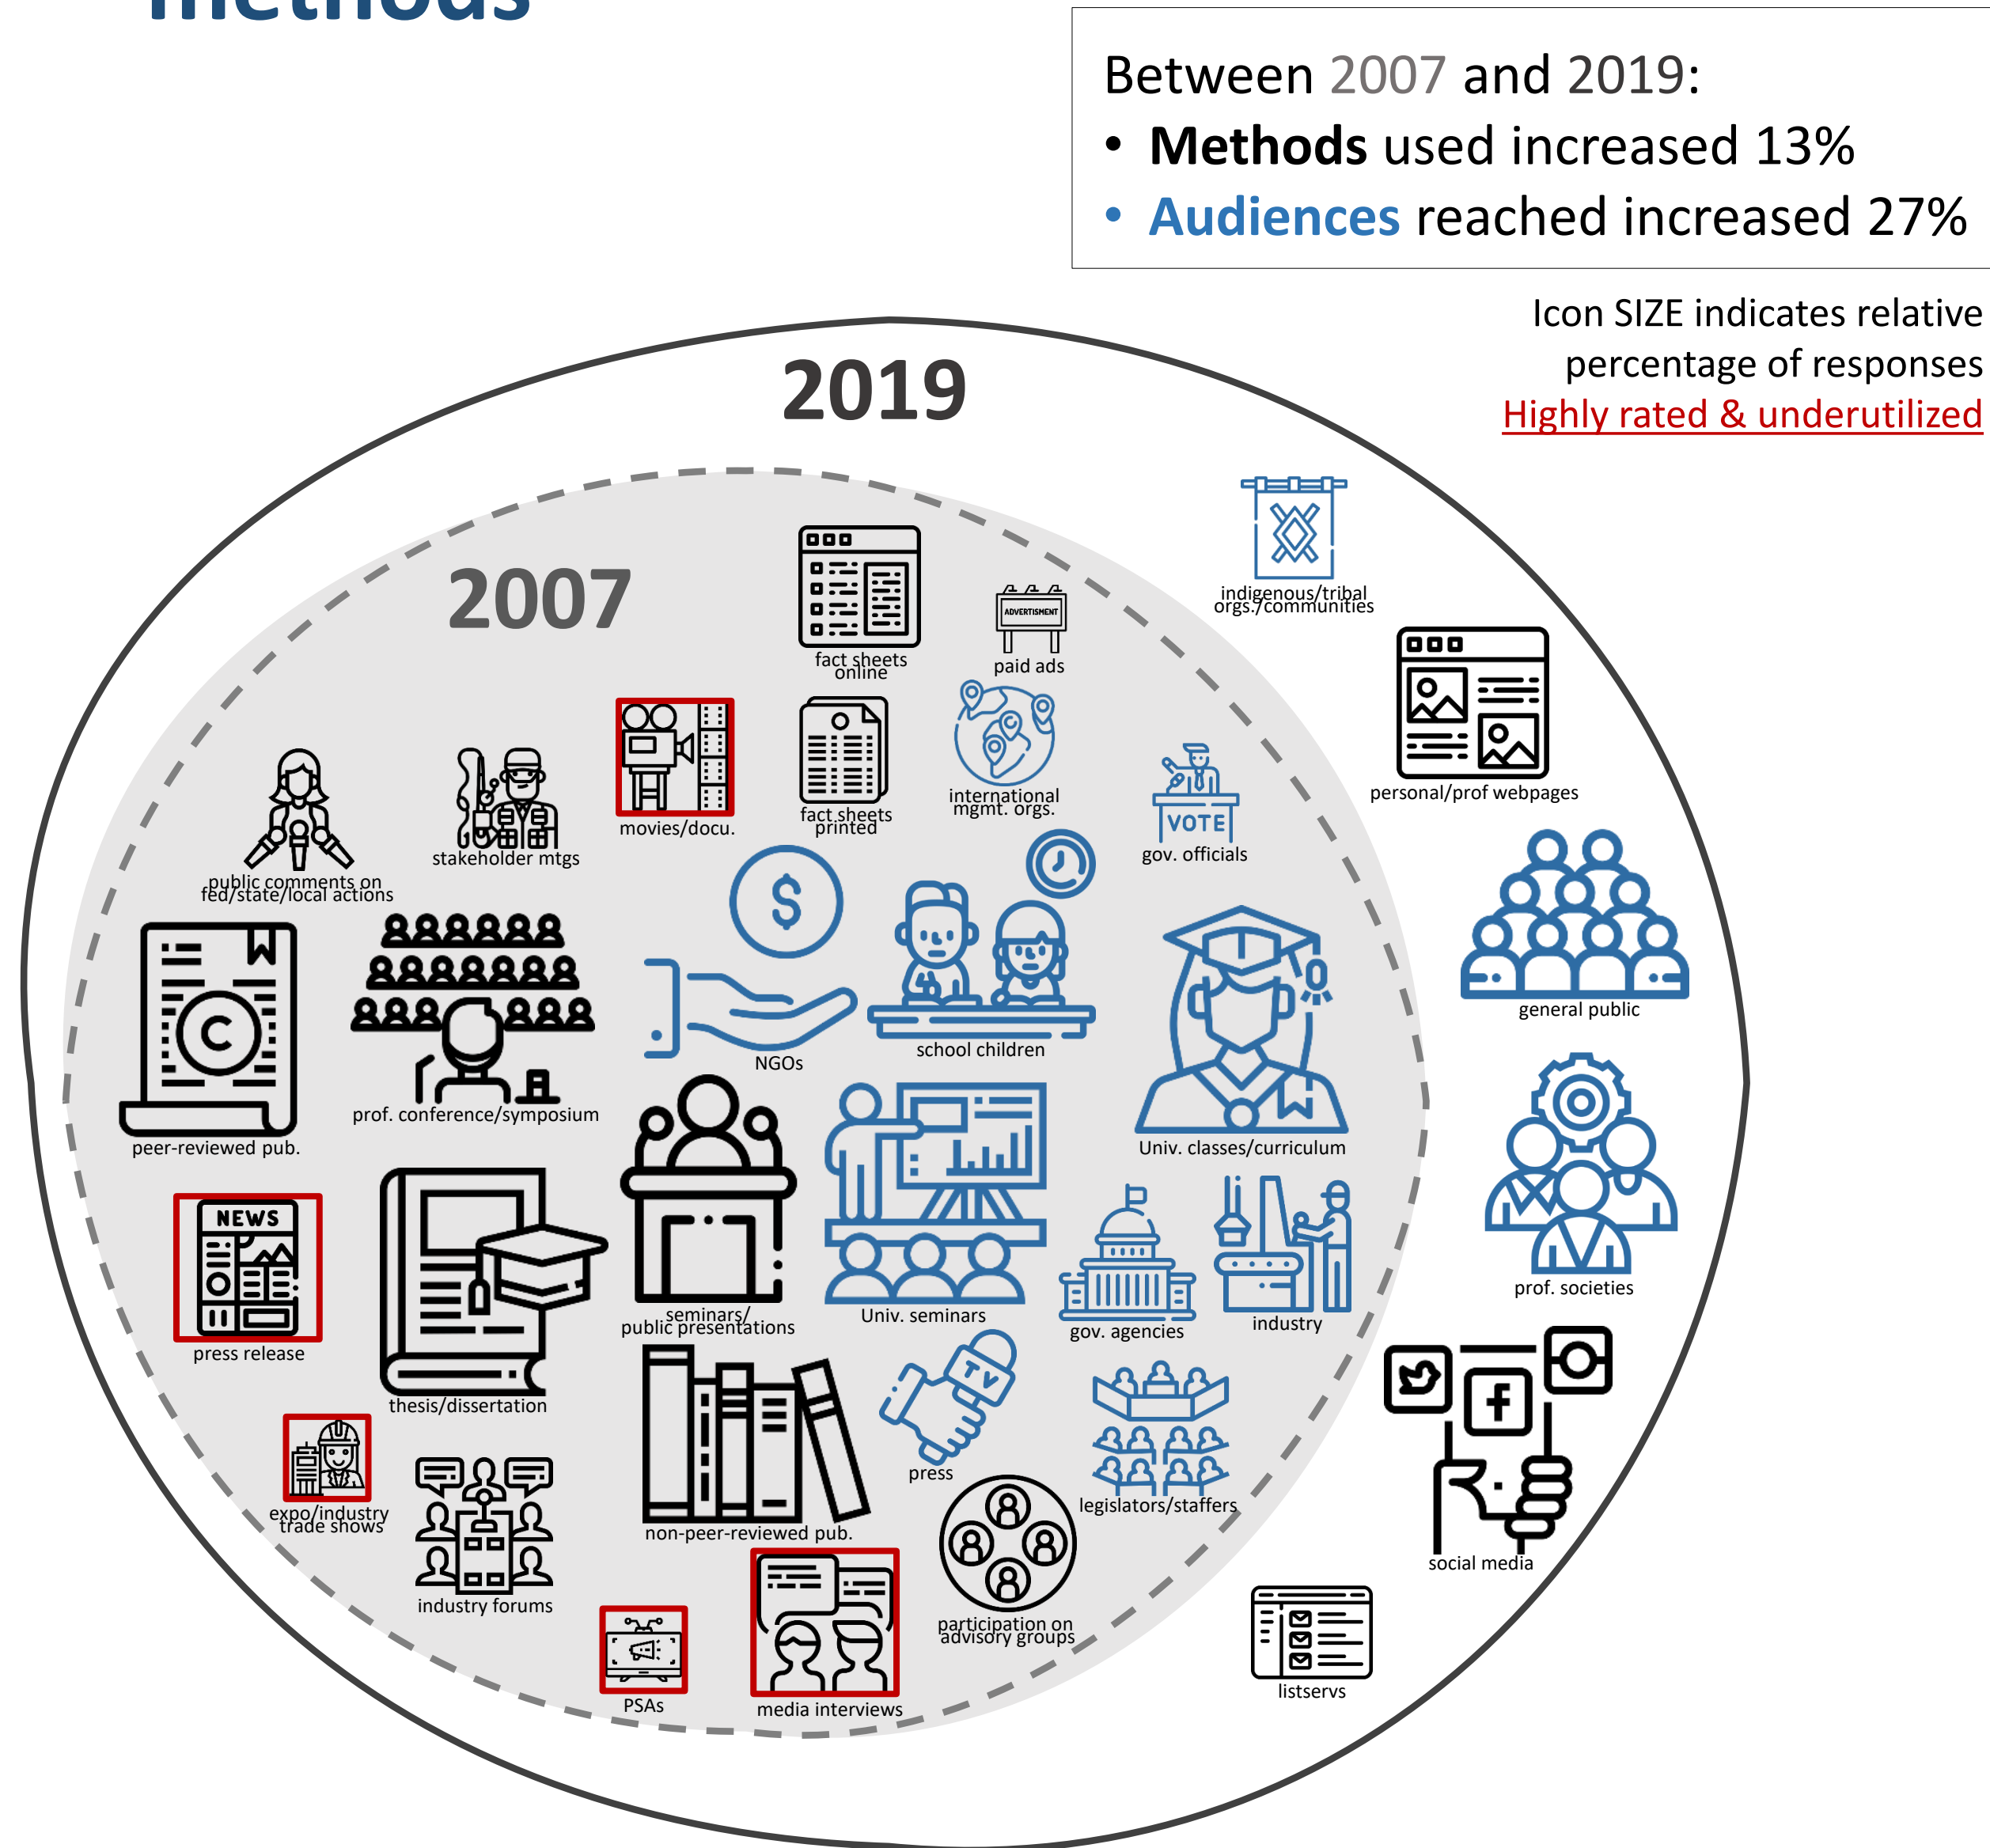 methods
Between 2007 and 2019:
• Methods used increased 13%
• Audiences reached increased 27%
Icon SIZE indicates relative
percentage of responses
Highly rated & underutilized
2019
2007
indigenous/tribal
orgs./communities
fact sheets
online
ADVERTISMENT
paid ads
personal/prof webpages
movies/docu.
fact sheets
printed
international
mgmt. orgs.
VOTE
gov. officials
public comments on
fed/state/local actions
stakeholder mtgs
general public
C
$
NGOs
school children
peer-reviewed pub.
prof. conference/symposium
Univ. classes/curriculum
NEWS
press release
thesis/dissertation
seminars/
public presentations
Univ. seminars
gov. agencies
industry
prof. societies
expo/industry
trade shows
industry forums
non-peer-reviewed pub.
TV
press
legislators/staffers
f
social media
participation on
advisory groups
PSAs
media interviews
listservs